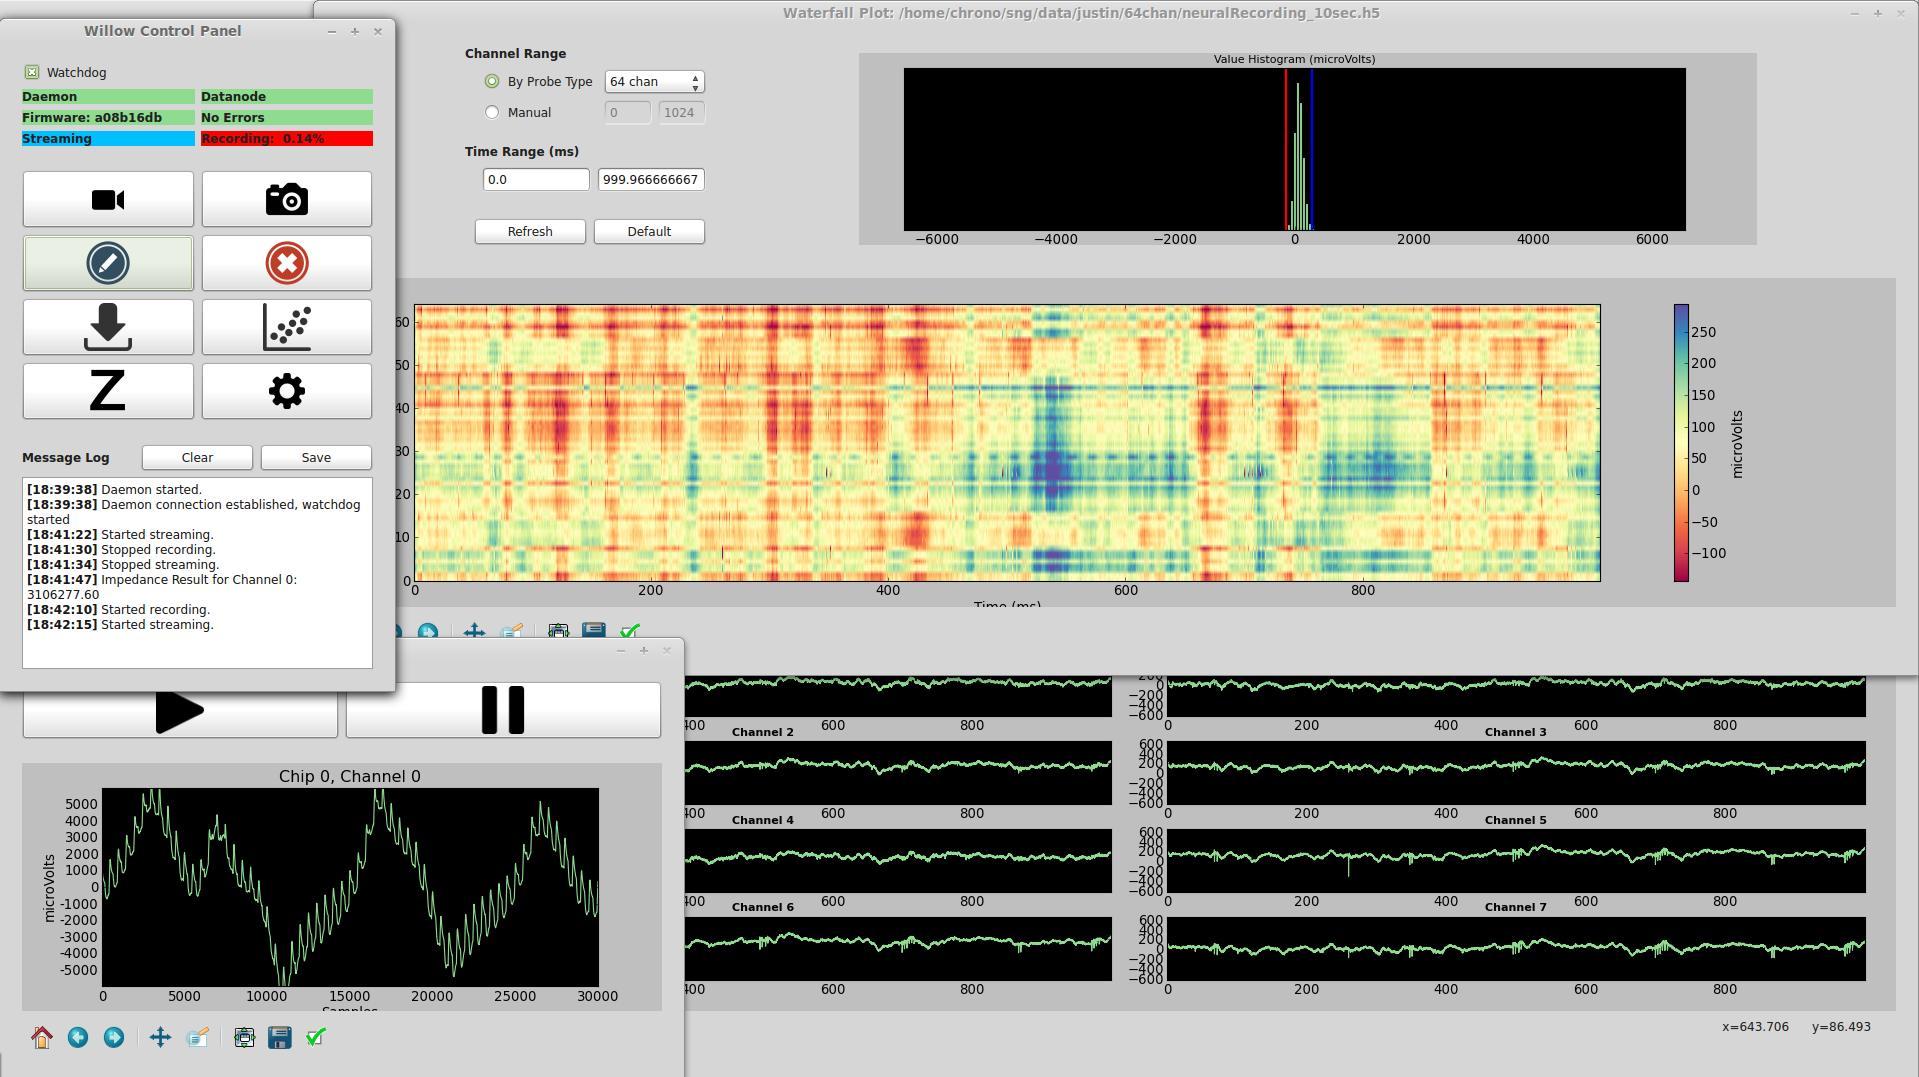 Willow Control Panel
Watchdog
Daemon
Datanode
Firmware: a08b16db
No Errors
Streaming
Recording: 0.14%
Z
Message Log
Clear
Save
[18:39:38] Daemon started.
[18:39:38] Daemon connection established, watchdog
started
[18:41:22] Started streaming.
[18:41:30] Stopped recording.
[18:41:34] Stopped streaming.
[18:41:47] Impedance Result for Channel 0:
3106277.60
[18:42:10] Started recording.
[18:42:15] Started streaming.
Waterfall Plot: /home/chrono/sng/data/justin/64chan/neuralRecording_10sec.h5
Channel Range
By Probe Type
64 chan
Manual
0
1024
Time Range (ms)
0.0
999.966666667
Refresh
Default
Value Histogram (microVolts)
−6000 −4000 −2000 0 2000 4000 6000
60
50
40
30
20
10
0
0 200 400 600 800
Time (ms)
250
200
150
100
50
0
−50
−100
microVolts
Chip 0, Channel 0
5000
4000
3000
2000
1000
0
-1000
-2000
-3000
-4000
-5000
microVolts
0 5000 10000 15000 20000 25000 30000
Samples
400 600 800
200
0
−200
−400
−600
0 200 400 600 800
Channel 2
400 600 800
Channel 3
600
400
200
0
−200
−400
−600
0 200 400 600 800
Channel 4
400 600 800
Channel 5
600
400
200
0
−200
−400
−600
0 200 400 600 800
Channel 6
400 600 800
Channel 7
600
400
200
0
−200
−400
−600
0 200 400 600 800
x=643.706 y=86.493